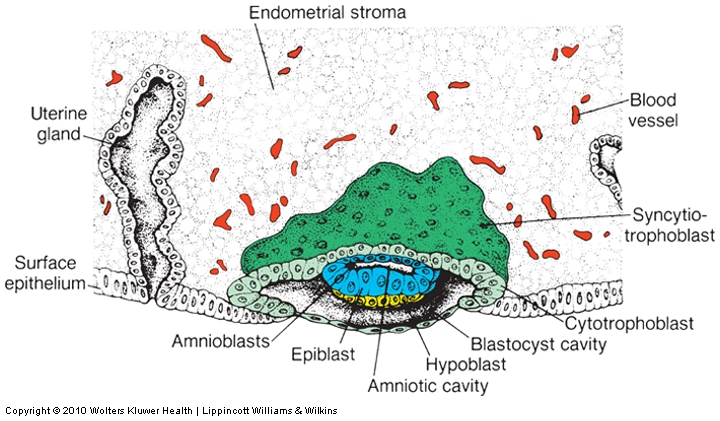 Endometrial stroma
Uterine
gland
Blood
vessel
Syncytio-
trophoblast
Surface
epithelium
Cytotrophoblast
Amnioblasts
Blastocyst cavity
Epiblast
Hypoblast
Amniotic cavity
Copyright © 2010 Wolters Kluwer Health | Lippincott Williams & Wilkins